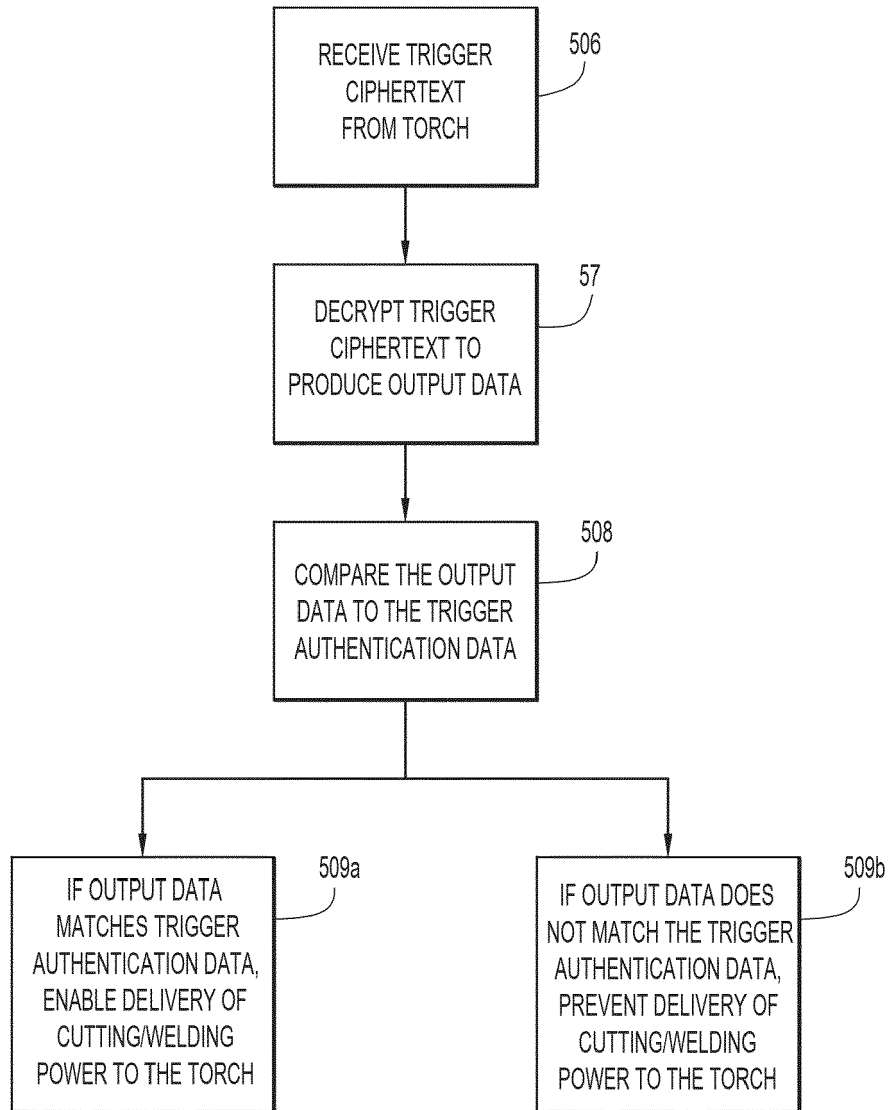 RECEIVE TRIGGER
CIPHERTEXT
FROM TORCH
506
DECRYPT TRIGGER
CIPHERTEXT TO
PRODUCE OUTPUT DATA
57
COMPARE THE OUTPUT
DATA TO THE TRIGGER
AUTHENTICATION DATA
508
IF OUTPUT DATA
MATCHES TRIGGER
AUTHENTICATION DATA,
ENABLE DELIVERY OF
CUTTING/WELDING
POWER TO THE TORCH
509a
IF OUTPUT DATA DOES
NOT MATCH THE TRIGGER
AUTHENTICATION DATA,
PREVENT DELIVERY OF
CUTTING/WELDING
POWER TO THE TORCH
509b